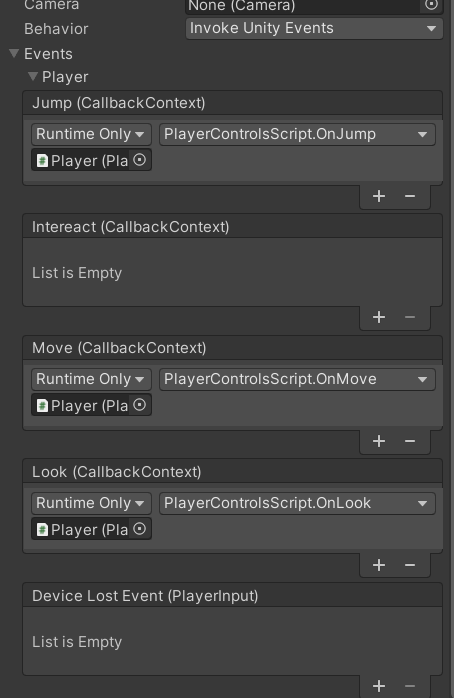 Camera None (Camera)
Behavior Invoke Unity Events
Events
Player
Jump (CallbackContext)
Runtime Only PlayerControlsScript.OnJump
Player (Pla
Intereact (CallbackContext)
List is Empty
Move (CallbackContext)
Runtime Only PlayerControlsScript.OnMove
Player (Pla
Look (CallbackContext)
Runtime Only PlayerControlsScript.OnLook
Player (Pla
Device Lost Event (PlayerInput)
List is Empty